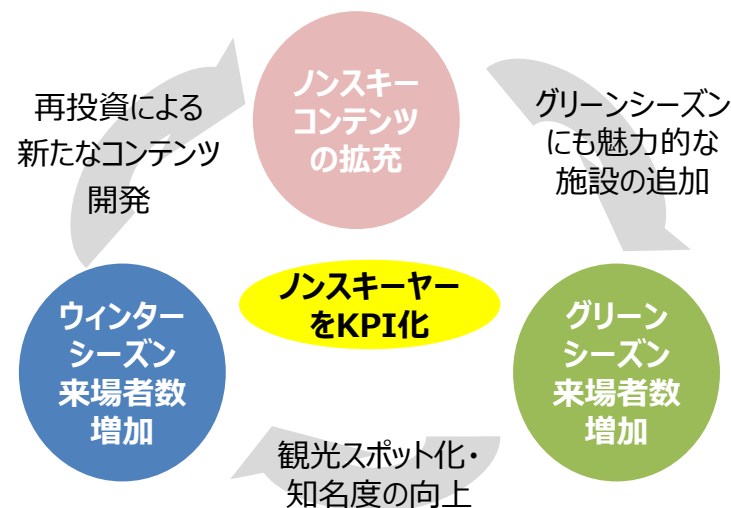 ノンスキー
コンテンツ
の拡充
再投資による
新たなコンテンツ
開発
グリーンシーズン
にも魅力的な
施設の追加
ノンスキーヤー
をKPI化
ウィンター
シーズン
来場者数
増加
グリーン
シーズン
来場者数
増加
観光スポット化・
知名度の向上